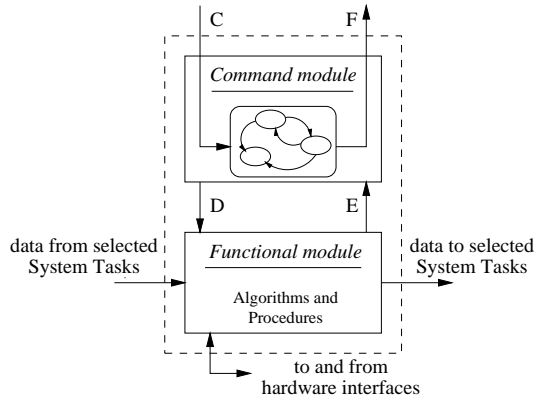 C
F
Command module
D
E
data from selected
System Tasks
Functional module
data to selected
System Tasks
Algorithms and
Procedures
to and from
hardware interfaces